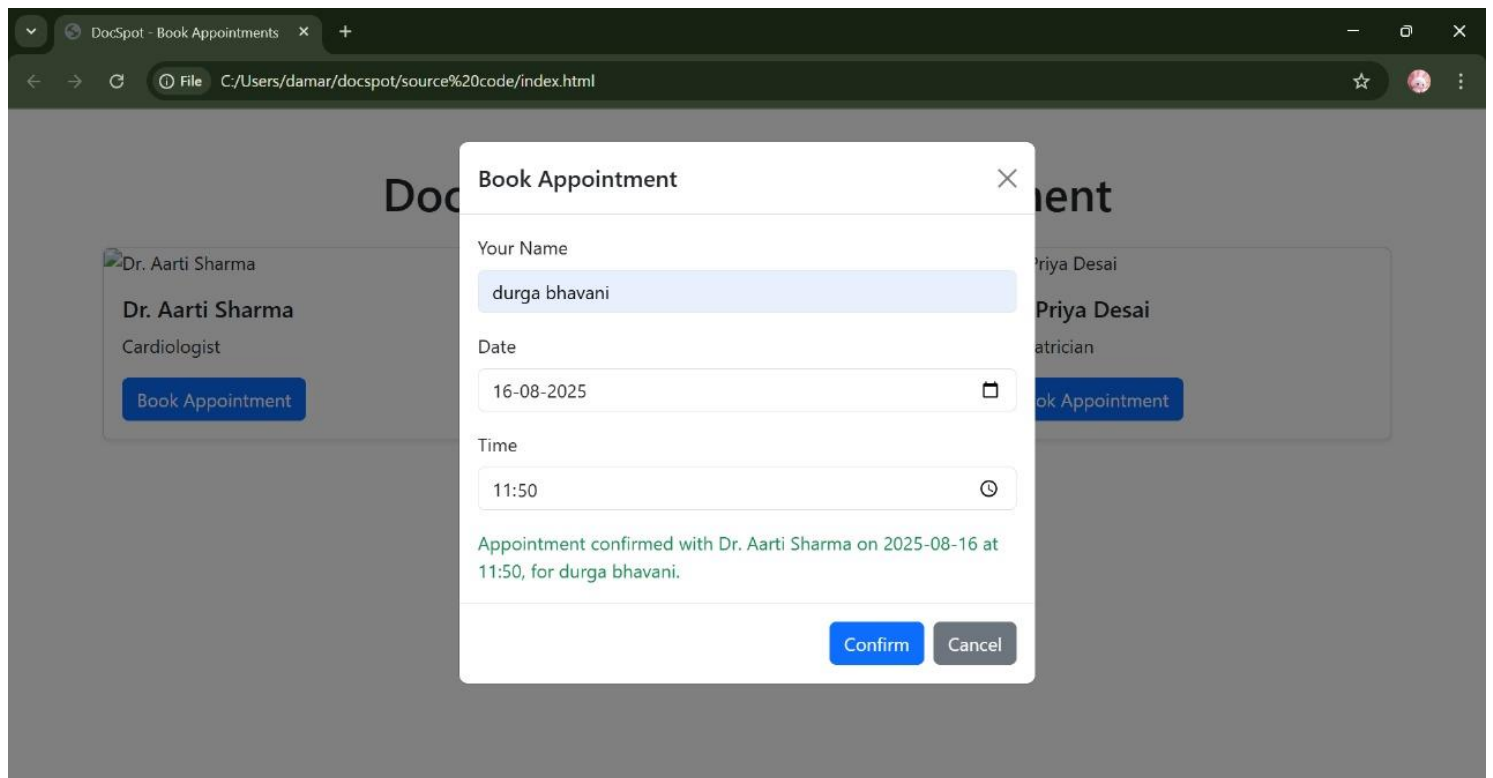 DocSpot - Book Appointments
File C:/Users/damar/docspot/source%20code/index.html
Doc ent
Book Appointment
Your Name
durga bhavani
Date
16-08-2025
Time
11:50
Appointment confirmed with Dr. Aarti Sharma on 2025-08-16 at
11:50, for durga bhavani.
Confirm Cancel
Dr. Aarti Sharma
Dr. Aarti Sharma
Cardiologist
Book Appointment
Priya Desai
Priya Desai
atrician
ok Appointment